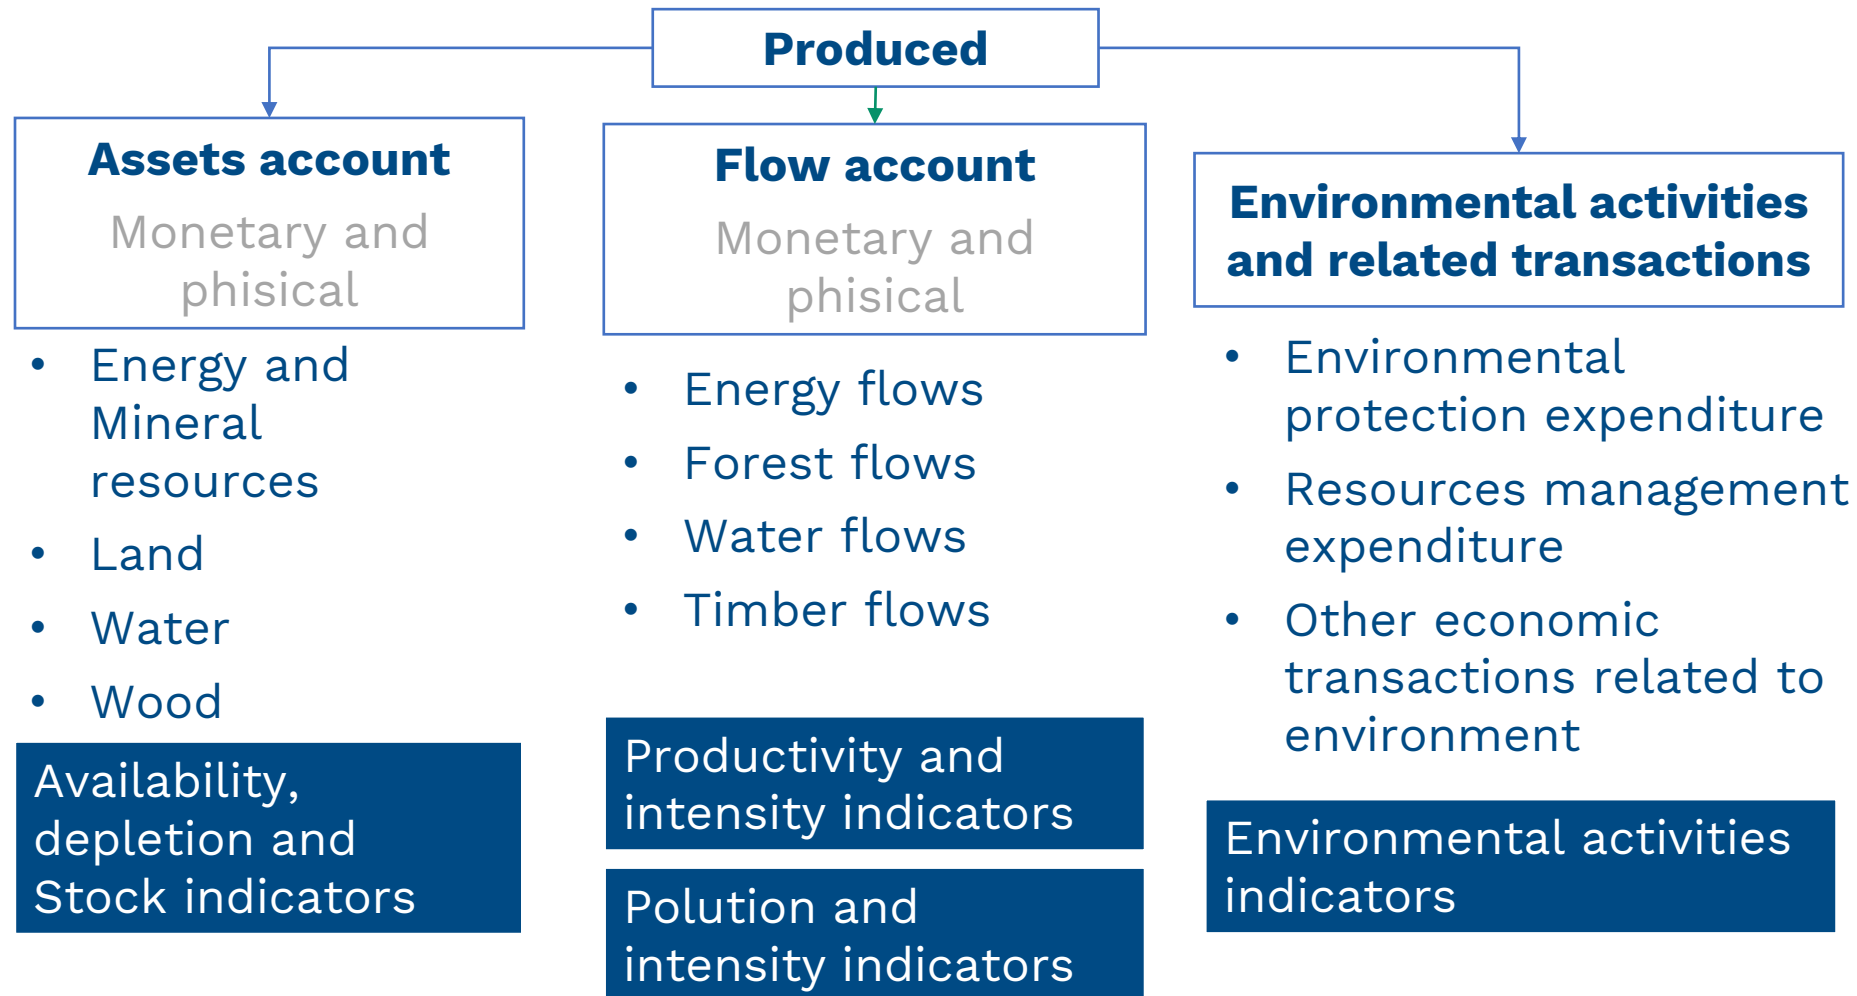 Produced
Assets account
Monetary and
phisical
• Energy and
Mineral
resources
• Land
• Water
• Wood
Availability,
depletion and
Stock indicators
Flow account
Monetary and
phisical
• Energy flows
• Forest flows
• Water flows
• Timber flows
Productivity and
intensity indicators
Polution and
intensity indicators
Environmental activities
and related transactions
• Environmental
protection expenditure
• Resources management
expenditure
• Other economic
transactions related to
environment
Environmental activities
indicators